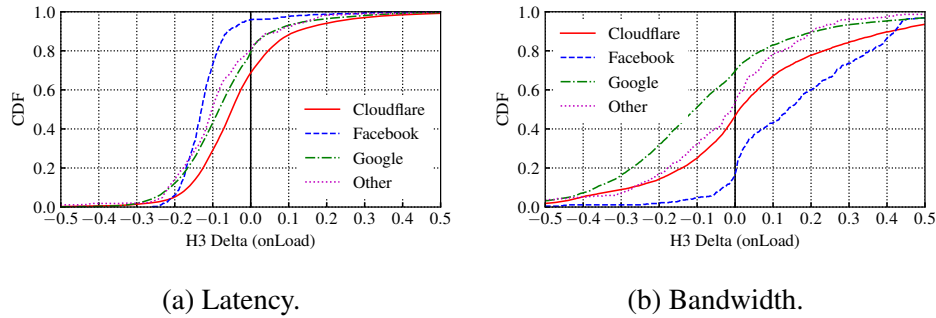 1.0
0.8
0.6
0.4
0.2
0.0
CDF
−0.5 −0.4 −0.3 −0.2 −0.1 0.0 0.1 0.2 0.3 0.4 0.5
H3 Delta (onLoad)
Cloudflare
Facebook
Google
Other
(a) Latency.
1.0
0.8
0.6
0.4
0.2
0.0
CDF
−0.5 −0.4 −0.3 −0.2 −0.1 0.0 0.1 0.2 0.3 0.4 0.5
H3 Delta (onLoad)
Cloudflare
Facebook
Google
Other
(b) Bandwidth.